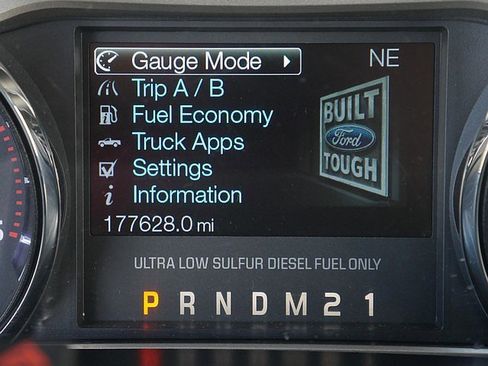 Gauge Mode
NE
Trip A / B
Fuel Economy
Truck Apps
Settings
Information
177628.0 mi
BUILT
Ford
TOUGH
ULTRA LOW SULFUR DIESEL FUEL ONLY
P R N D M 2 1